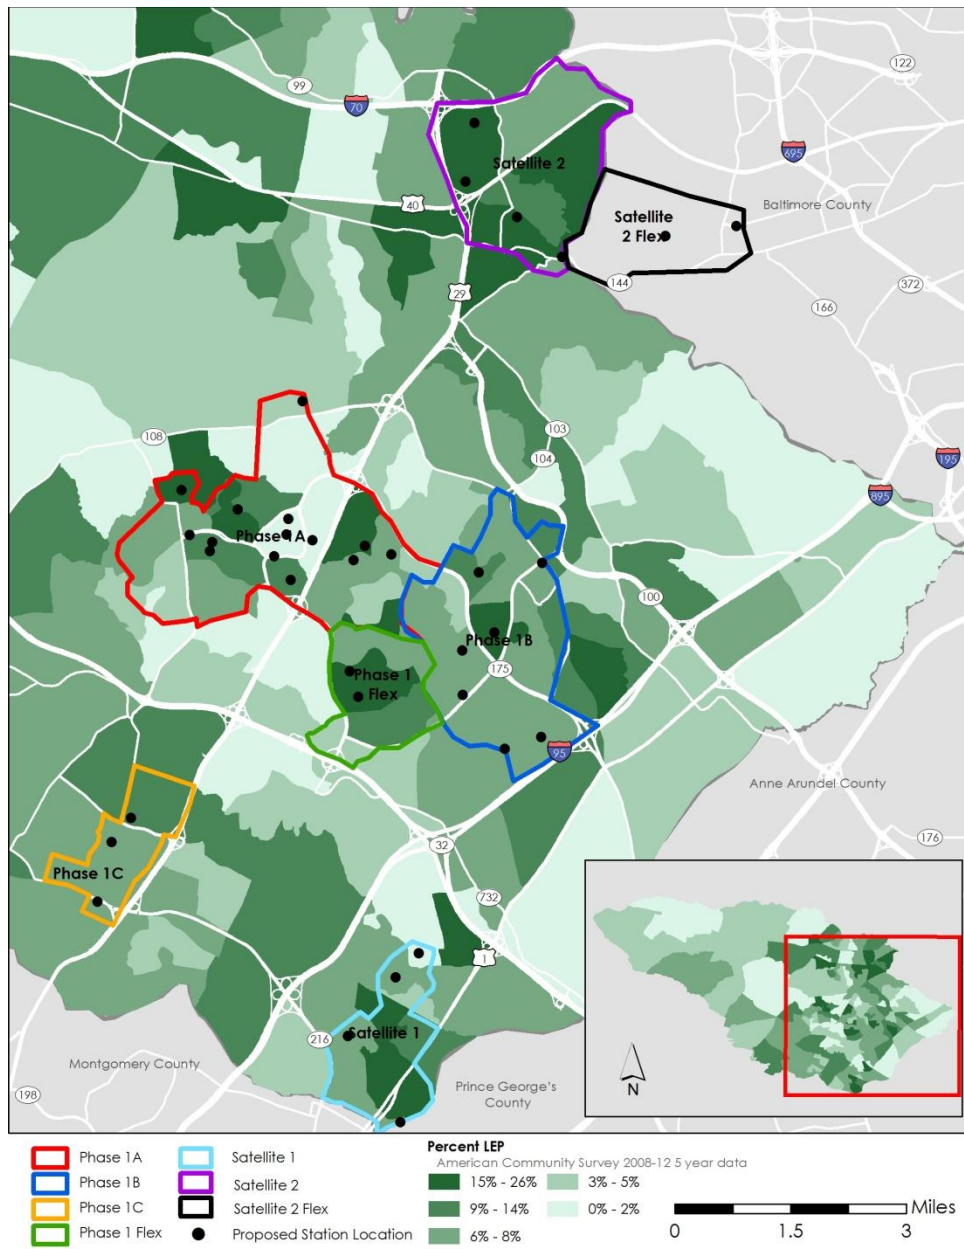 122
99
70
695
Satellite 2
40
Baltimore County
Satellite
2 Flex
144
29
372
166
103
108
104
195
895
Phase 1A
100
Phase 1B
175
Phase 1
Flex
95
Anne Arundel County
176
32
Phase 1C
732
1
216
Satellite 1
Montgomery County
Prince George's
County
198
N
Phase 1A
Phase 1B
Phase 1C
Phase 1 Flex
Satellite 1
Satellite 2
Satellite 2 Flex
Proposed Station Location
Percent LEP
American Community Survey 2008-12 5 year data
15% - 26%
9% - 14%
6% - 8%
3% - 5%
0% - 2%
Miles
0 1.5 3